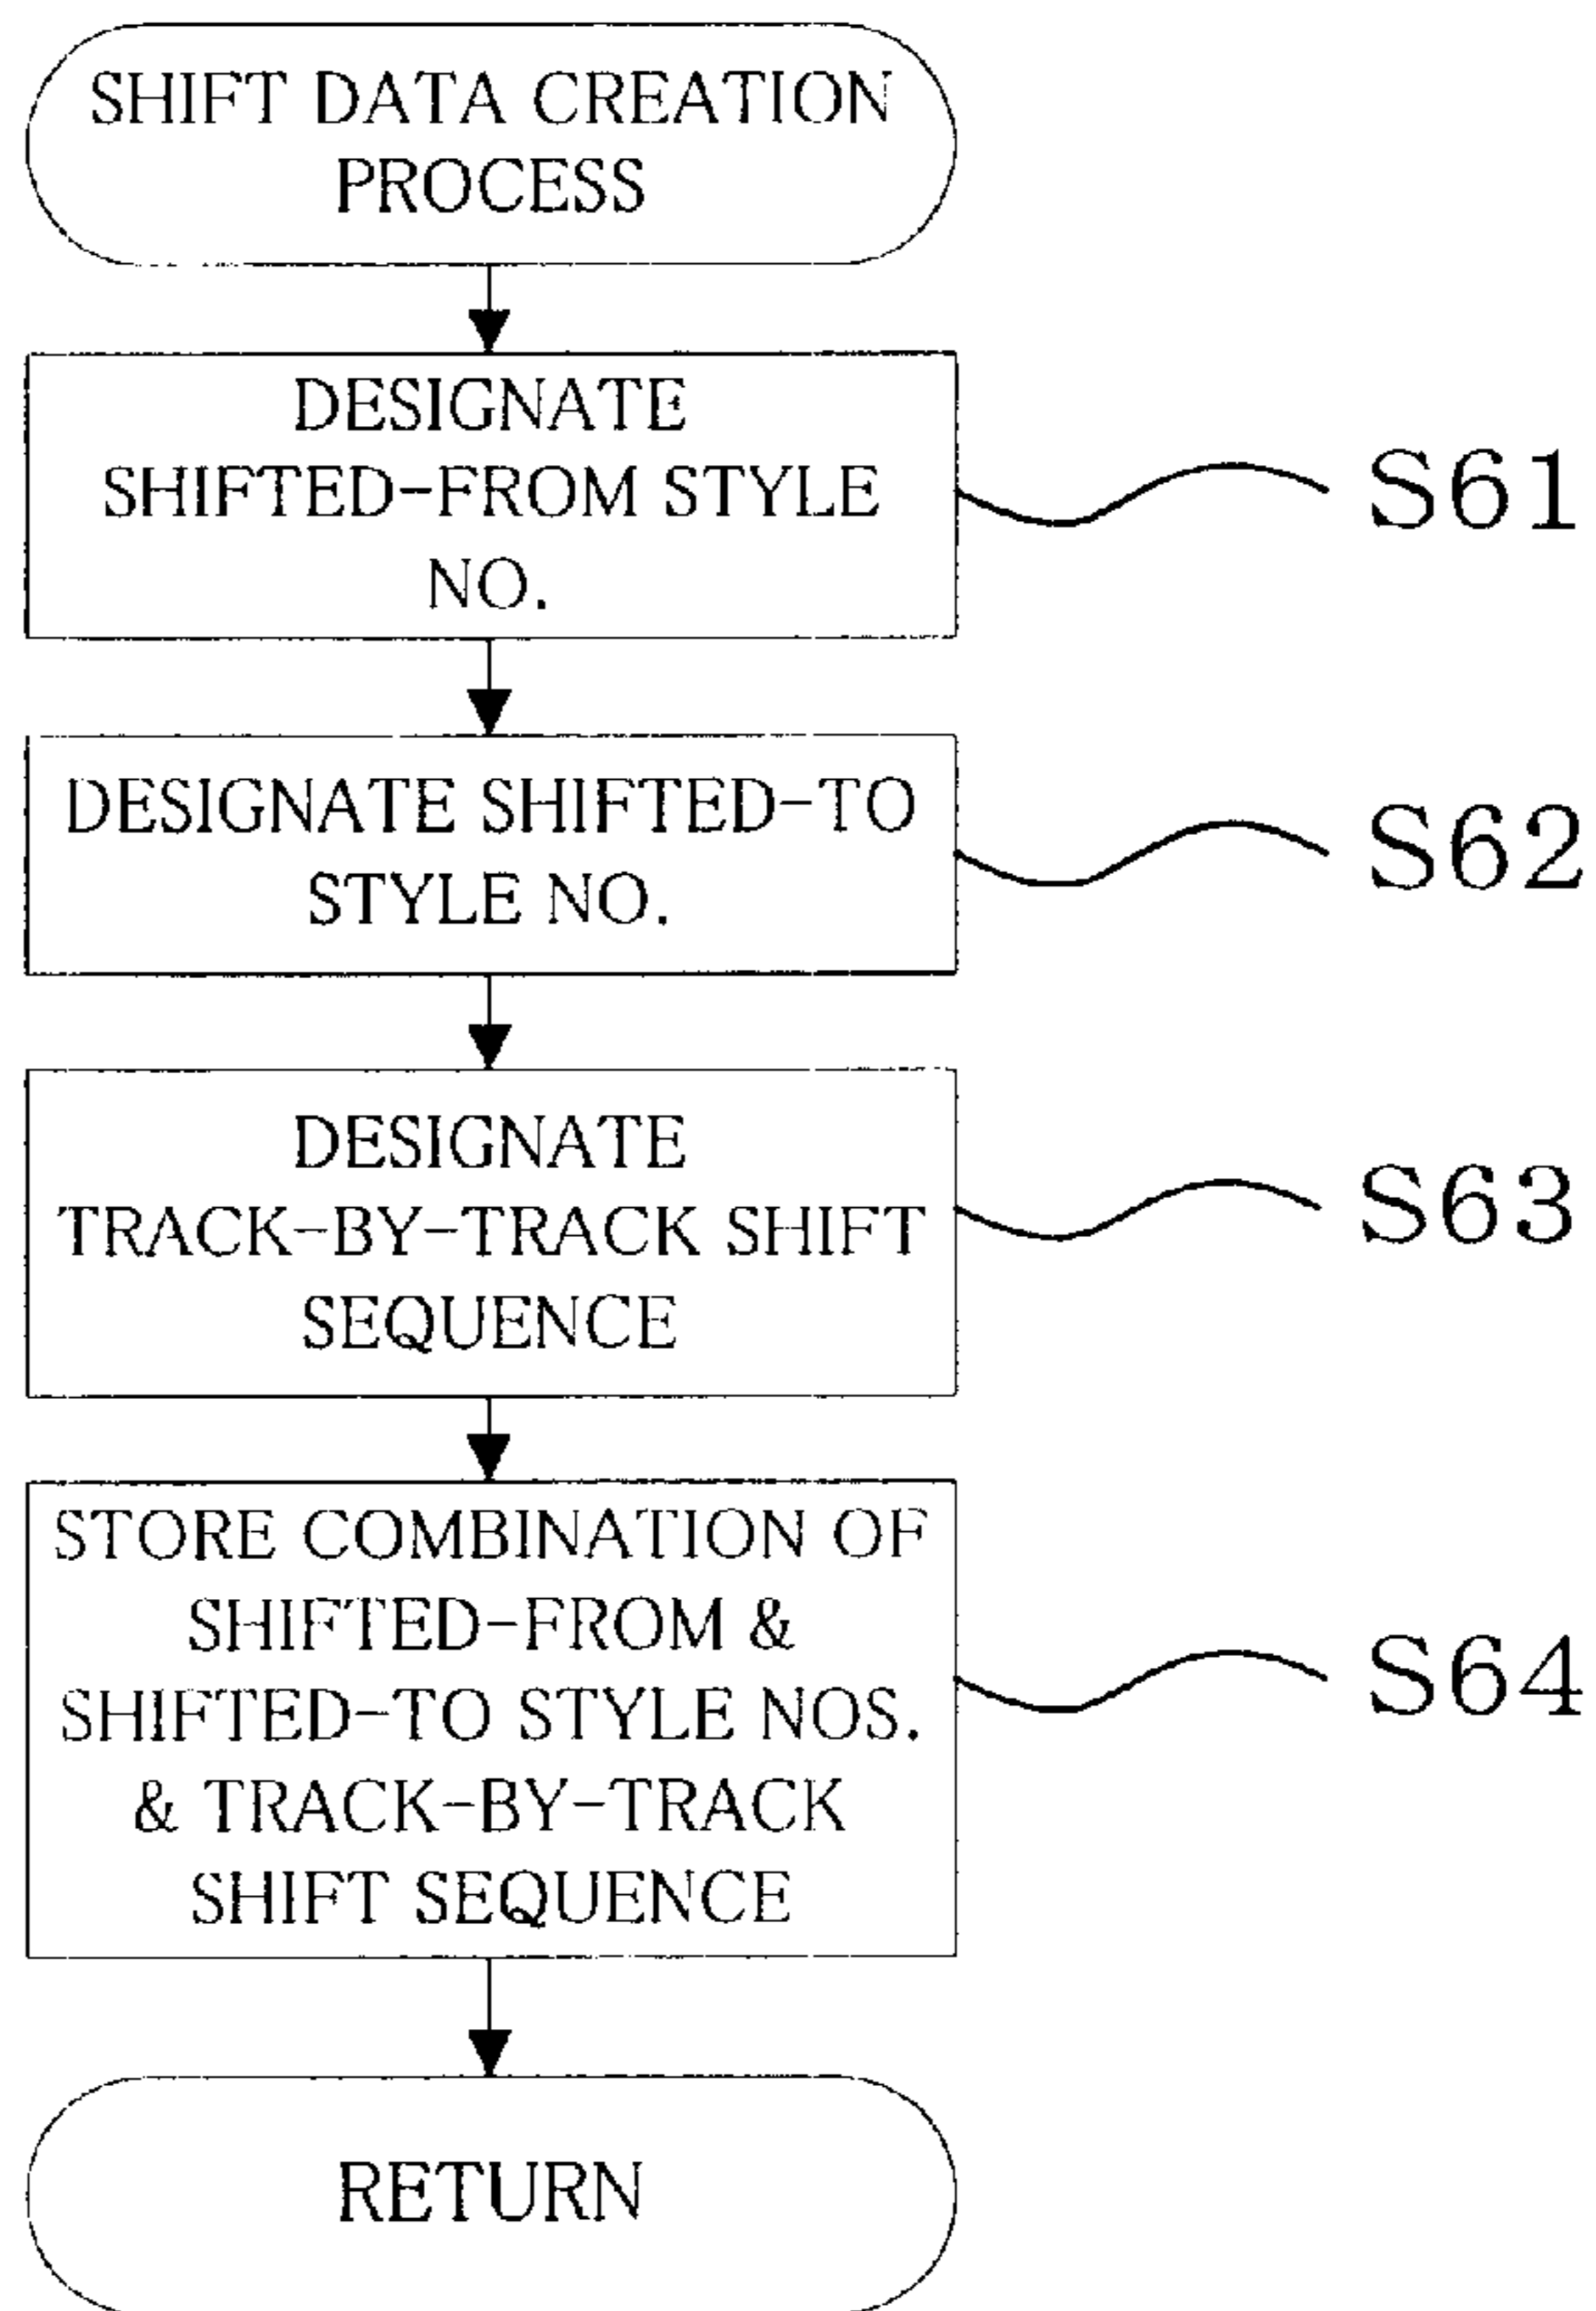 SHIFT DATA CREATION
PROCESS
DESIGNATE
SHIFTED-FROM STYLE
NO.
S61
DESIGNATE SHIFTED-TO
STYLE NO.
S62
DESIGNATE
TRACK-BY-TRACK SHIFT
SEQUENCE
S63
STORE COMBINATION OF
SHIFTED-FROM &
SHIFTED-TO STYLE NOS.
& TRACK-BY-TRACK
SHIFT SEQUENCE
S64
RETURN